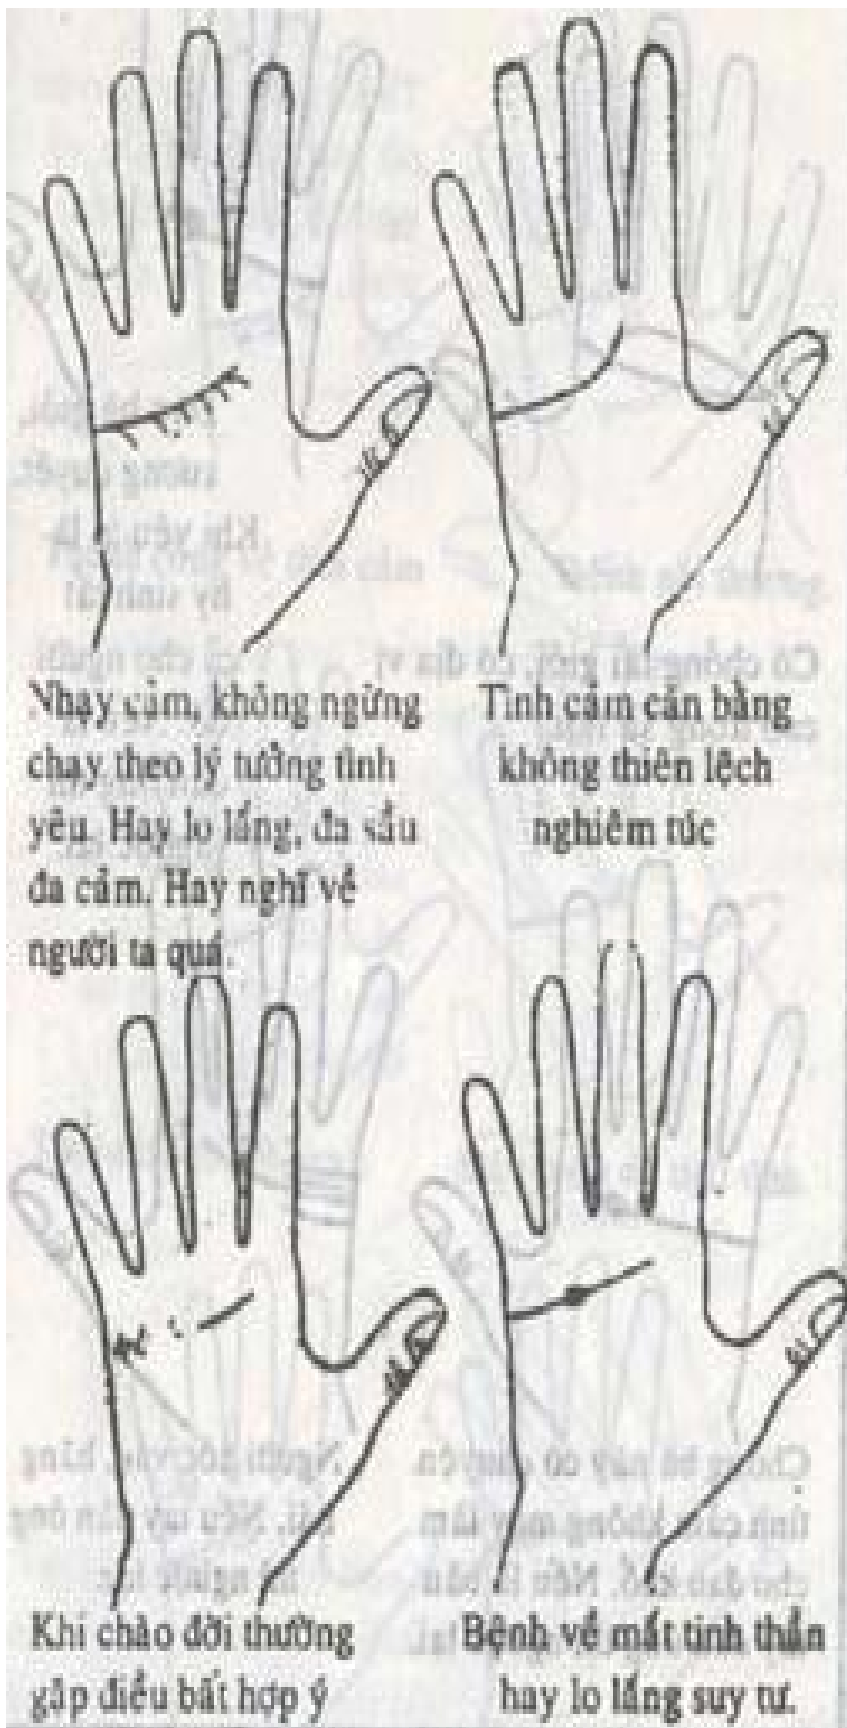 Nhạy cảm, không ngừng
chạy theo lý tưởng tình
yêu. Hay lo lắng, đa sầu
đa cảm. Hay nghĩ về
người ta quá.
Tình cảm cân bằng
không thiên lệch
nghiêm túc
Khi chào đời thường
gặp điều bất hợp ý
Bệnh về mắt tinh thần
hay lo lắng suy tư.